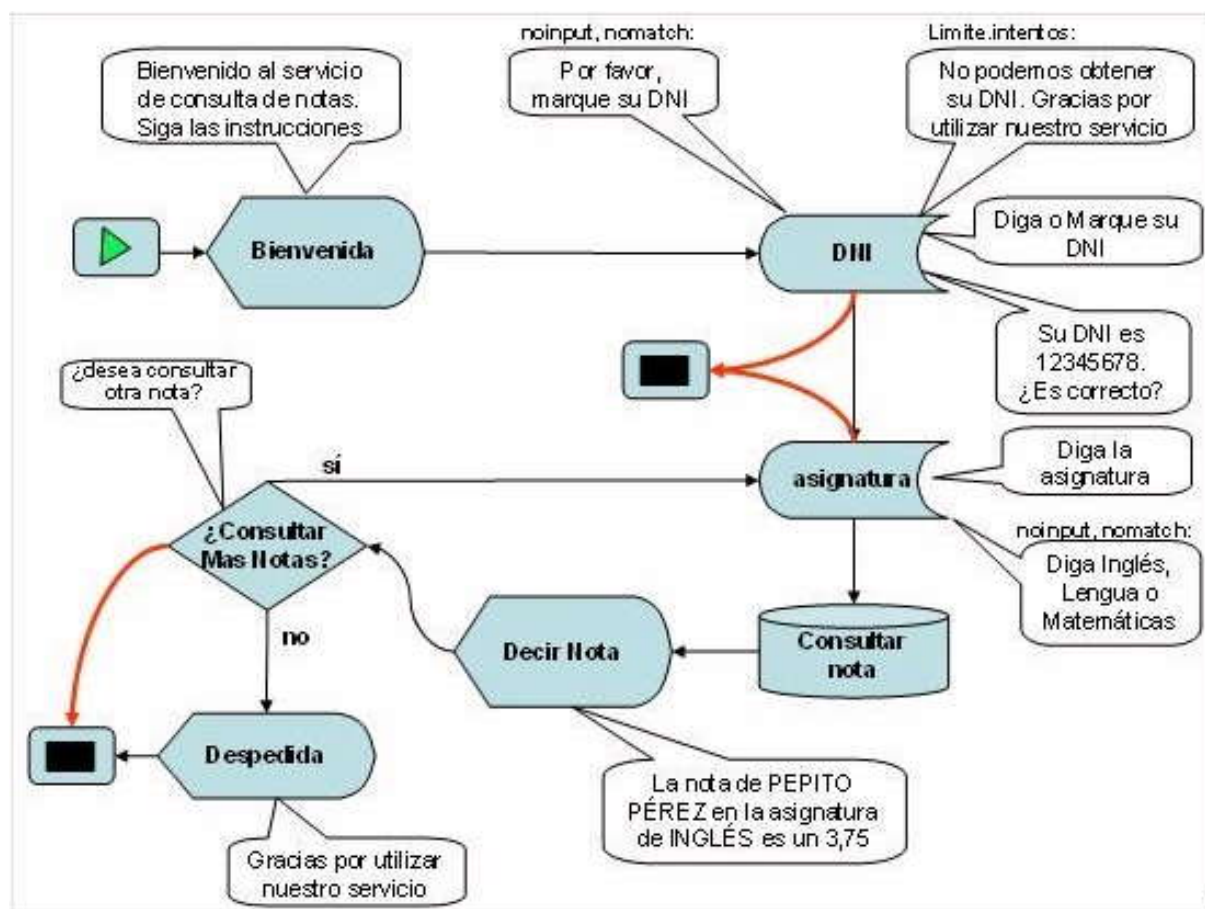 noinput, nomatch:
Limite.intentos:
Bienvenido al servicio
de consulta de notas.
Siga las instrucciones
Por favor,
marque su DNI
No podemos obtener
su DNI. Gracias por
utilizar nuestro servicio
Bienvenida
DNI
Diga o Marque su
DNI
Su DNI es
12345678.
¿Es correcto?
¿desea consultar
otra nota?
sí
asignatura
Diga la
asignatura
¿Consultar
Mas Notas?
noinput, nomatch:
Diga Inglés,
Lengua o
Matemáticas
no
Decir Nota
Consultar
nota
Despedida
La nota de PEPITO
PÉREZ en la asignatura
de INGLÉS es un 3,75
Gracias por utilizar
nuestro servicio